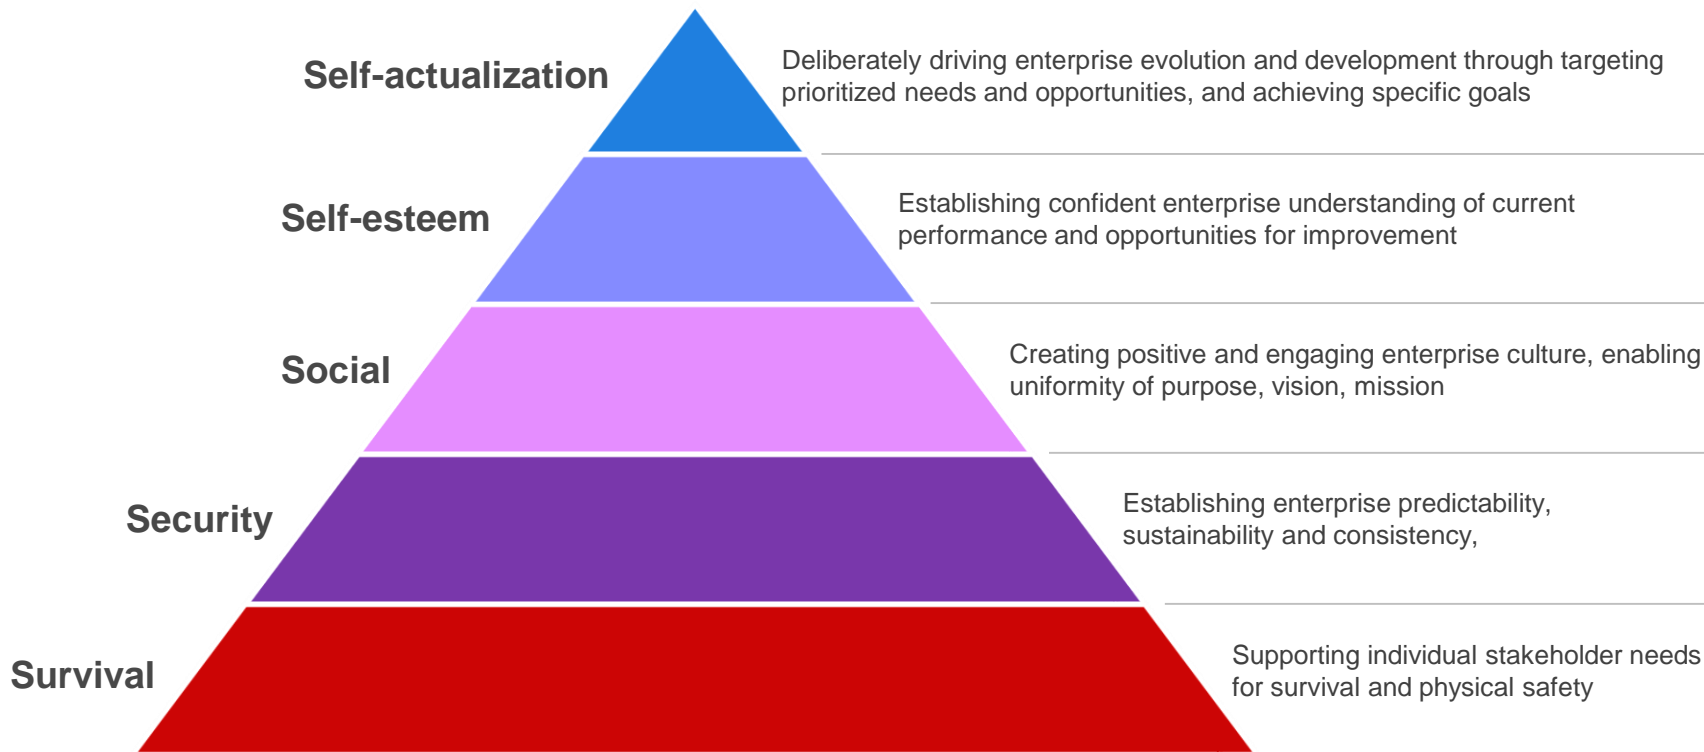 Self-actualization
Deliberately driving enterprise evolution and development through targeting
prioritized needs and opportunities, and achieving specific goals
Self-esteem
Establishing confident enterprise understanding of current
performance and opportunities for improvement
Social
Creating positive and engaging enterprise culture, enabling
uniformity of purpose, vision, mission
Security
Establishing enterprise predictability,
sustainability and consistency,
Survival
Supporting individual stakeholder needs
for survival and physical safety